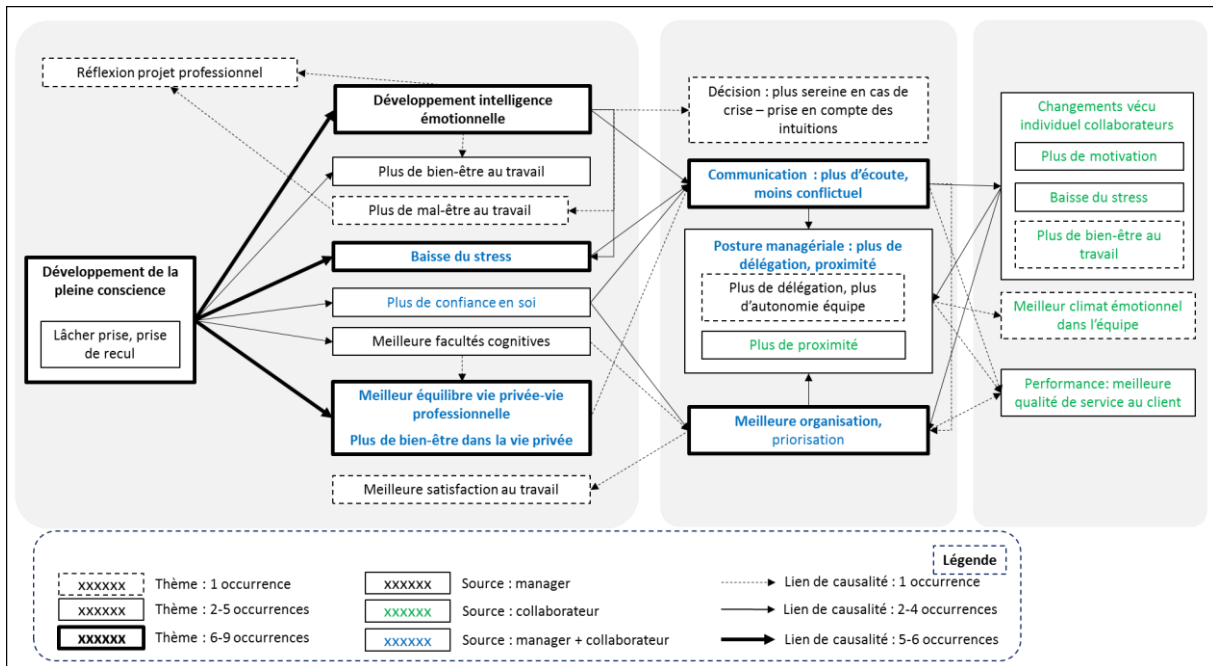 Réflexion projet professionnel
Développement intelligence
émotionnelle
Plus de bien-être au travail
Plus de mal-être au travail
Baisse du stress
Développement de la
pleine conscience
Lâcher prise, prise
de recul
Plus de confiance en soi
Meilleure facultés cognitives
Meilleur équilibre vie privée-vie
professionnelle
Plus de bien-être dans la vie privée
Meilleure satisfaction au travail
Décision : plus sereine en cas de
crise – prise en compte des
intuitions
Communication : plus d'écoute,
moins conflictuel
Posture managériale : plus de
délégation, proximité
Plus de délégation, plus
d'autonomie équipe
Plus de proximité
Meilleure organisation,
priorisation
Changements vécu
individuel collaborateurs
Plus de motivation
Baisse du stress
Plus de bien-être au
travail
Meilleur climat émotionnel
dans l'équipe
Performance: meilleure
qualité de service au client
Légende
xxxxxx Thème : 1 occurrence
xxxxxx Thème : 2-5 occurrences
xxxxxx Thème : 6-9 occurrences
xxxxxx Source : manager
xxxxxx Source : collaborateur
xxxxxx Source : manager + collaborateur
Lien de causalité : 1 occurrence
Lien de causalité : 2-4 occurrences
Lien de causalité : 5-6 occurrences